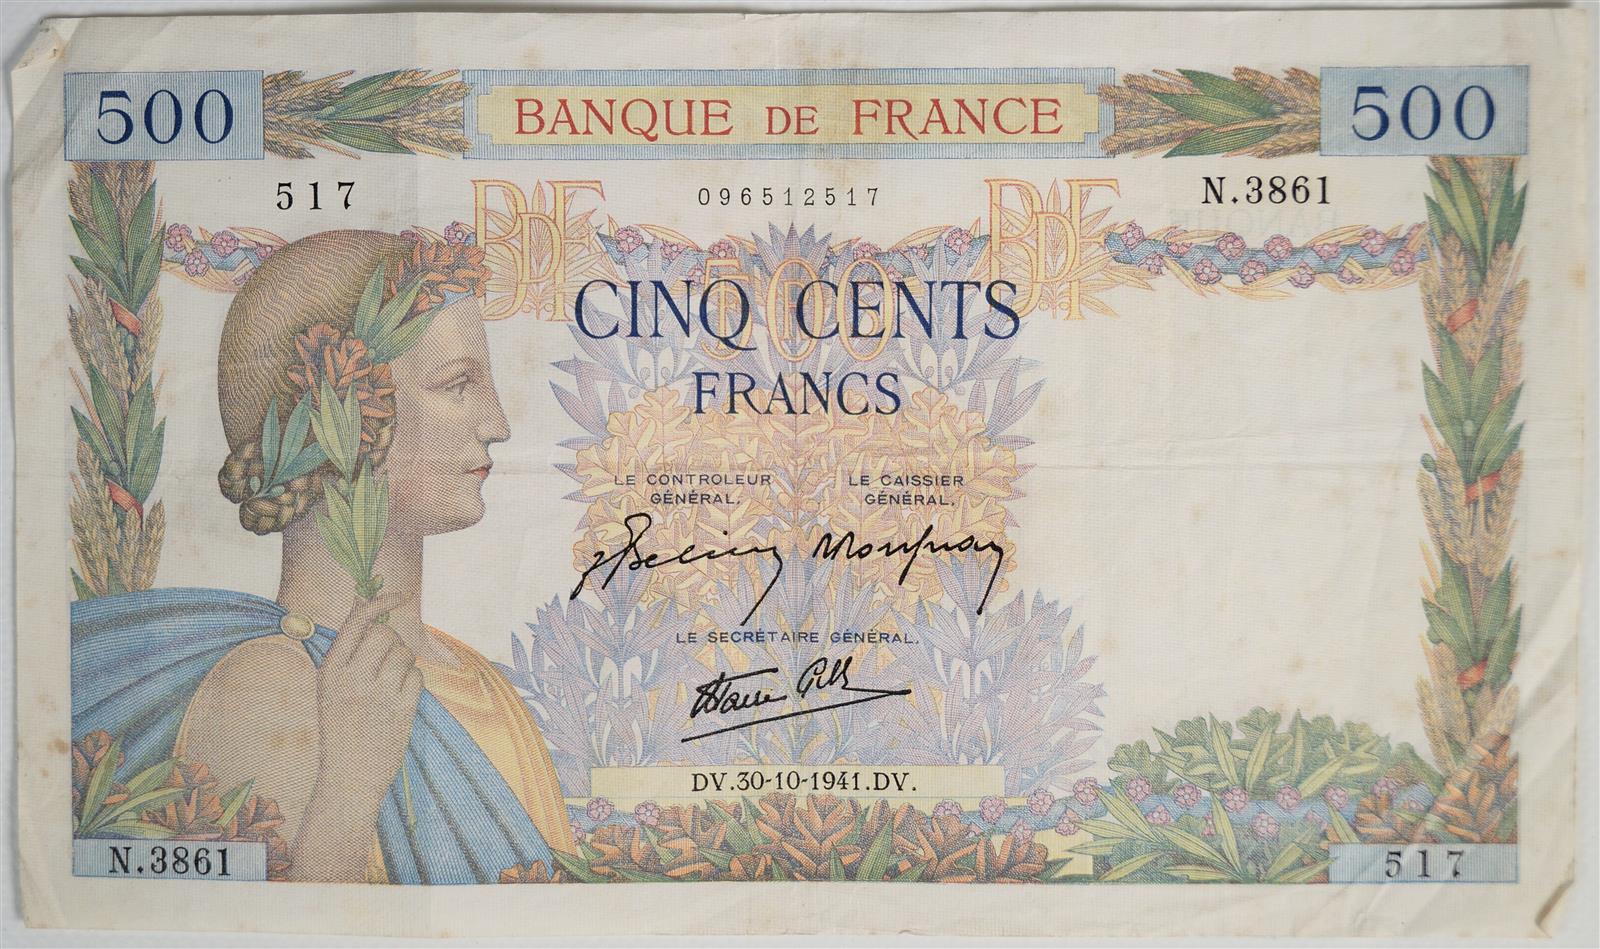 500 BANQUE DE FRANCE 500
517 096512517 N.3861
BDF BDF
500
CINQ CENTS
FRANCS
LE CONTROLEUR LE CAISSIER
GÉNÉRAL. GÉNÉRAL.
LE SECRÉTAIRE GÉNÉRAL.
DV.30-10-1941.DV.
N.3861 517